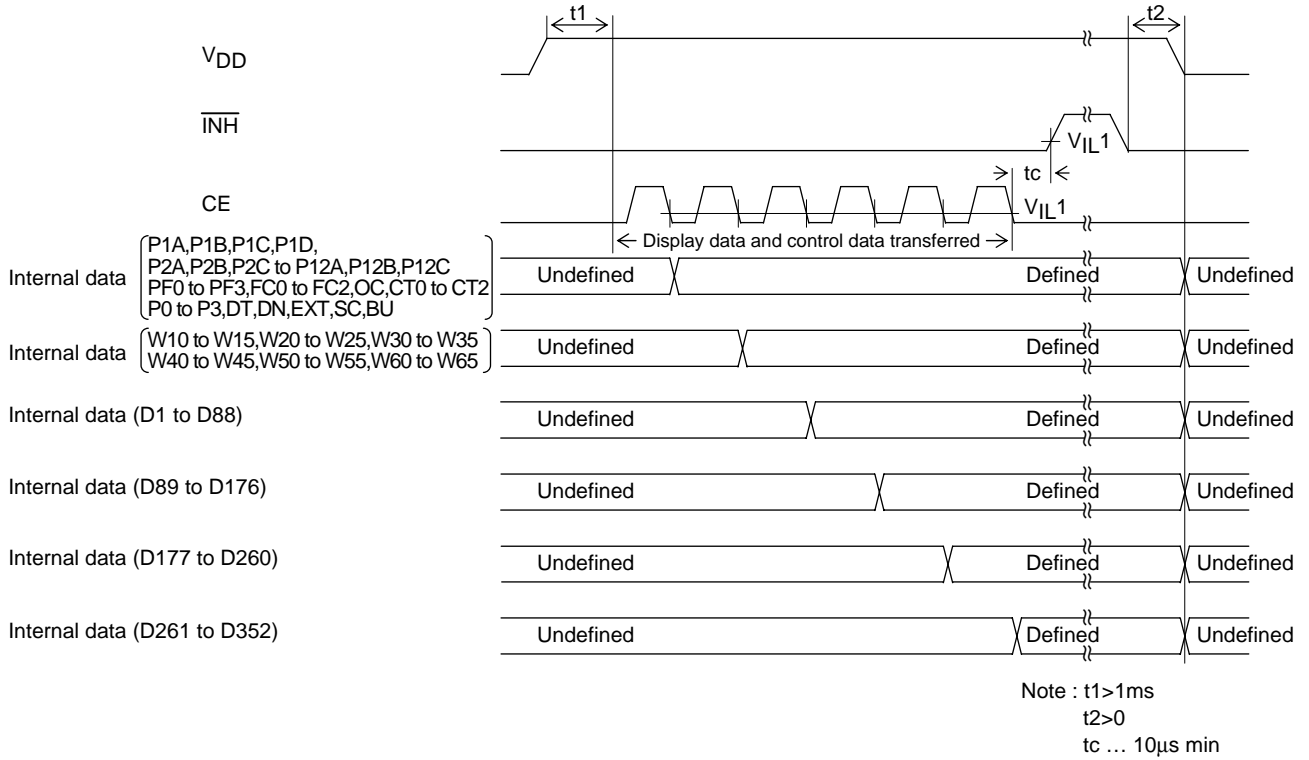 t1
t2
VDD
INH
VIL1
tc
CE
VIL1
Display data and control data transferred
P1A,P1B,P1C,P1D,
P2A,P2B,P2C to P12A,P12B,P12C
Internal data
PF0 to PF3,FC0 to FC2,OC,CT0 to CT2
P0 to P3,DT,DN,EXT,SC,BU
Undefined
Defined
Undefined
Internal data
W10 to W15,W20 to W25,W30 to W35
W40 to W45,W50 to W55,W60 to W65
Undefined
Defined
Undefined
Internal data (D1 to D88)
Undefined
Defined
Undefined
Internal data (D89 to D176)
Undefined
Defined
Undefined
Internal data (D177 to D260)
Undefined
Defined
Undefined
Internal data (D261 to D352)
Undefined
Defined
Undefined
Note : t1>1ms
t2>0
tc … 10μs min